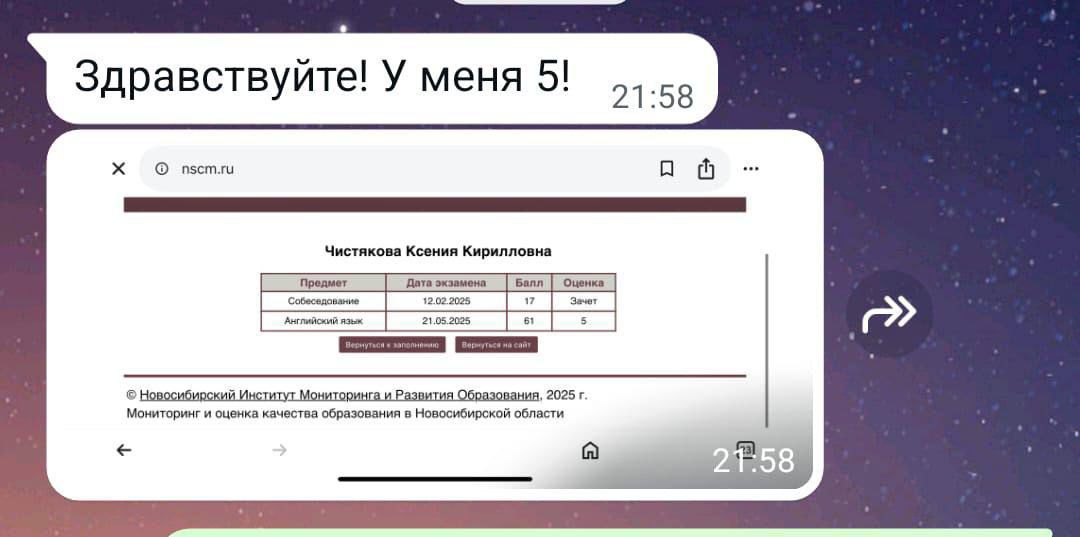 Здравствуйте! У меня 5!
21:58
nscm.ru
Чистякова Ксения Кирилловна
Предмет Дата экзамена Балл Оценка
Собеседование 12.02.2025 17 Зачет
Английский язык 21.05.2025 61 5
Вернуться к заполнению Вернуться на сайт
© Новосибирский Институт Мониторинга и Развития Образования, 2025 г.
Мониторинг и оценка качества образования в Новосибирской области
23
21:58